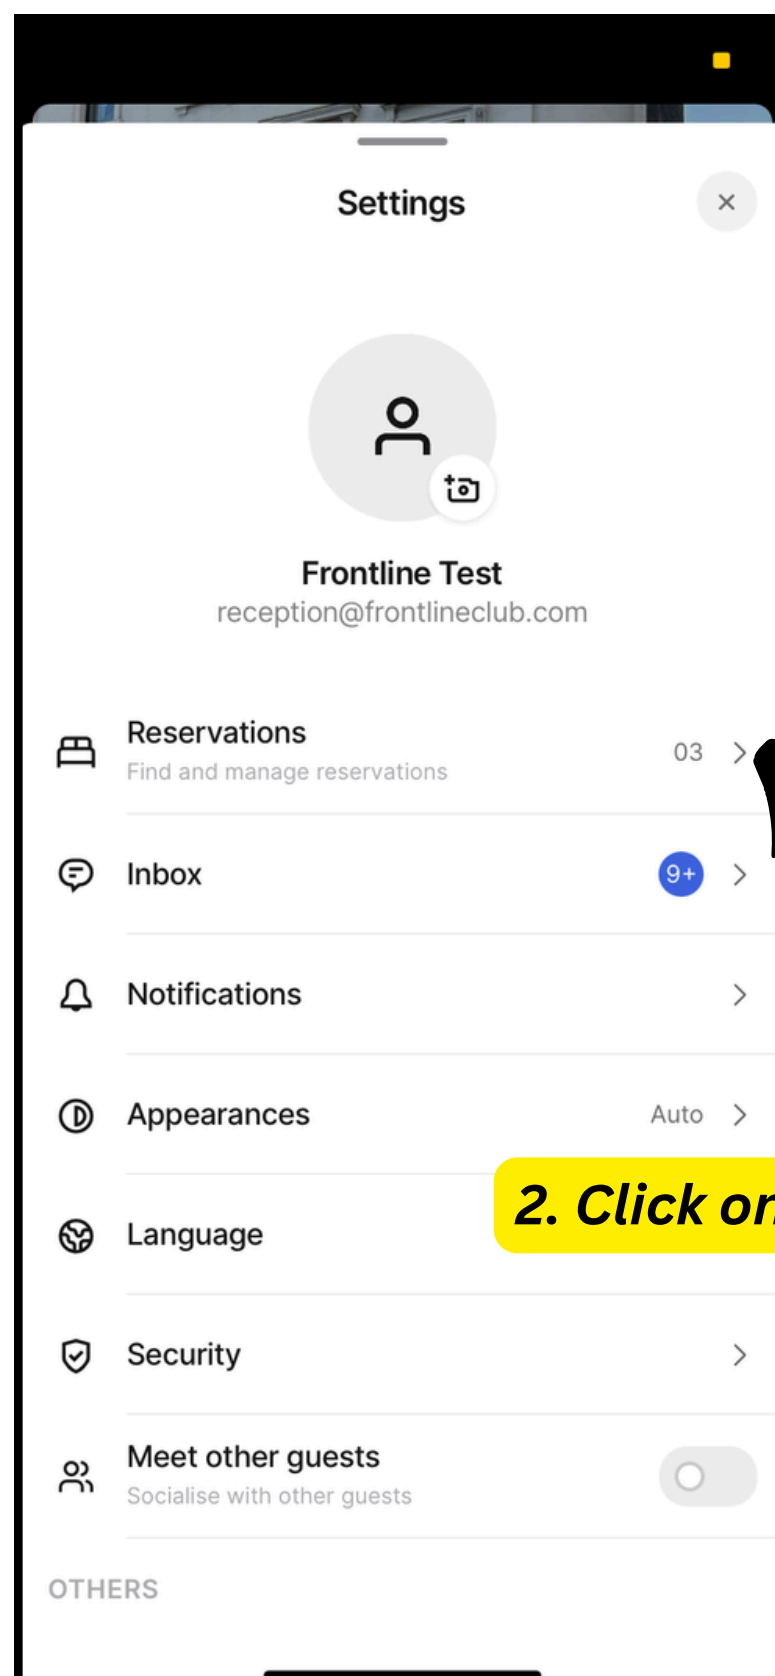 Settings
Frontline Test
reception@frontlineclub.com
Reservations
Find and manage reservations
03
Inbox
9+
Notifications
Appearances
Auto
2. Click on
Language
Security
Meet other guests
Socialise with other guests
OTHERS